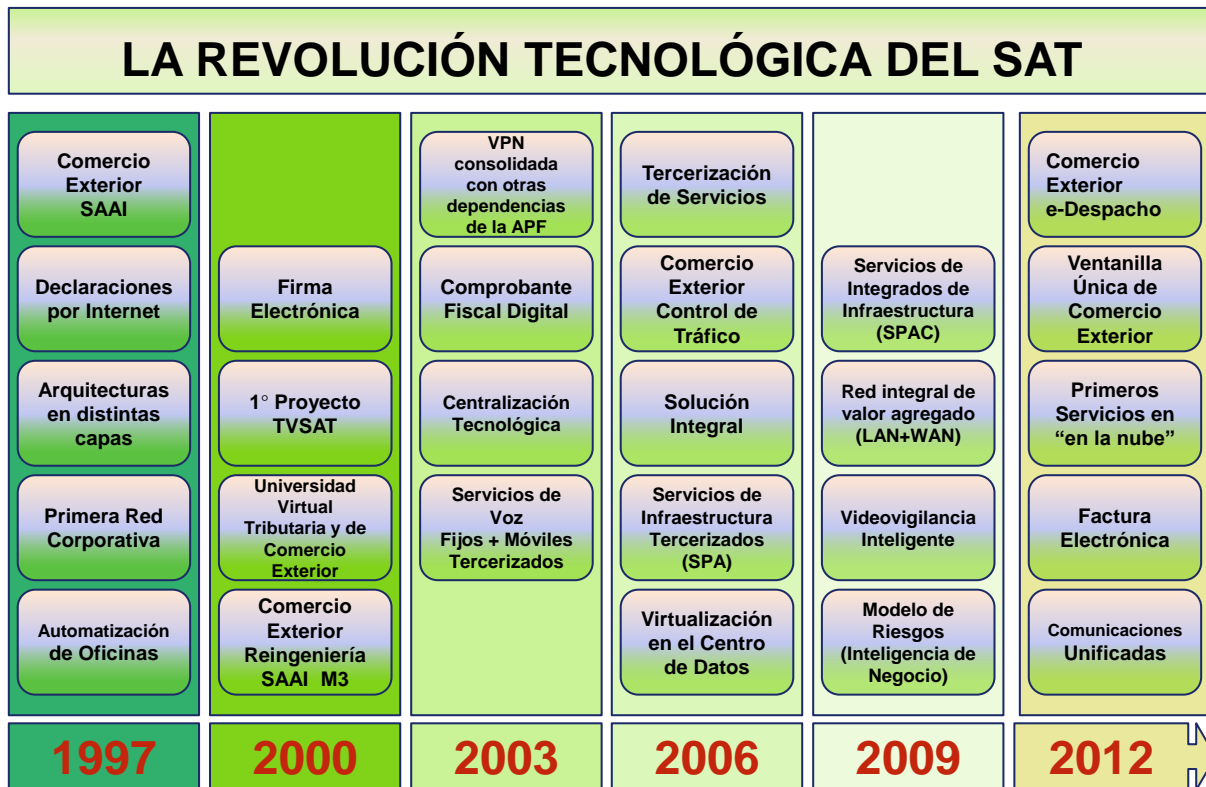 LA REVOLUCIÓN TECNOLÓGICA DEL SAT
Comercio
Exterior
SAAI
Declaraciones
por Internet
Arquitecturas
en distintas
capas
Primera Red
Corporativa
Automatización
de Oficinas
1997
Firma
Electrónica
1° Proyecto
TVSAT
Universidad
Virtual
Tributaria y de
Comercio
Exterior
Comercio
Exterior
Reingeniería
SAAI M3
2000
VPN
consolidada
con otras
dependencias
de la APF
Comprobante
Fiscal Digital
Centralización
Tecnológica
Servicios de
Voz
Fijos + Móviles
Tercerizados
2003
Tercerización
de Servicios
Comercio
Exterior
Control de
Tráfico
Solución
Integral
Servicios de
Infraestructura
Tercerizados
(SPA)
Virtualización
en el Centro
de Datos
2006
Servicios de
Integrados de
Infraestructura
(SPAC)
Red integral de
valor agregado
(LAN+WAN)
Videovigilancia
Inteligente
Modelo de
Riesgos
(Inteligencia de
Negocio)
2009
Comercio
Exterior
e-Despacho
Ventanilla
Única de
Comercio
Exterior
Primeros
Servicios en
“en la nube”
Factura
Electrónica
Comunicaciones
Unificadas
2012